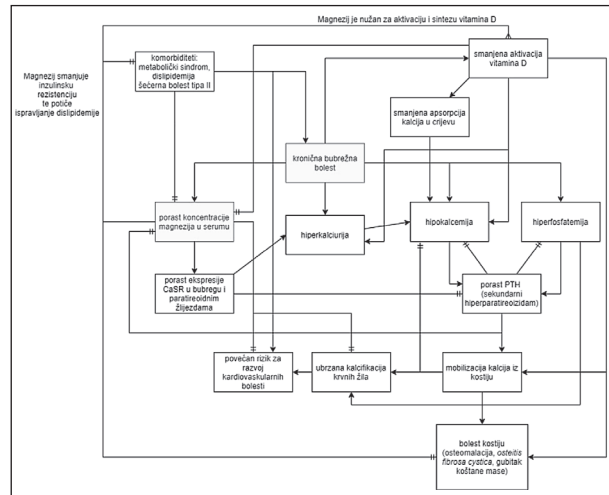 Magnezij je nužan za aktivaciju i sintezu vitamina D
komorbiditeti:
metabolički sindrom,
dislipidemija
šećerna bolest tipa II
smanjena aktivacija
vitamina D
Magnezij smanjuje
inzulinsku
rezistenciju
te potiče
ispravljanje dislipidemije
smanjena apsorpcija
kalcija u crijevu
kronična bubrežna
bolest
porast koncentracije
magnezija u serumu
hiperkalciurija
hipokalcemija
hiperfosfatemija
porast ekspresije
CaSR u bubregu i
paratireoidnim
žlijezdama
porast PTH
(sekundarni
hiperparatireoizidam)
povećan rizik za
razvoj
kardiovaskularnih
bolesti
ubrzana kalcifikacija
krvnih žila
mobilizacija kalcija iz
kostiju
bolest kostiju
(osteomalacija, osteitis
fibrosa cystica, gubitak
koštane mase)